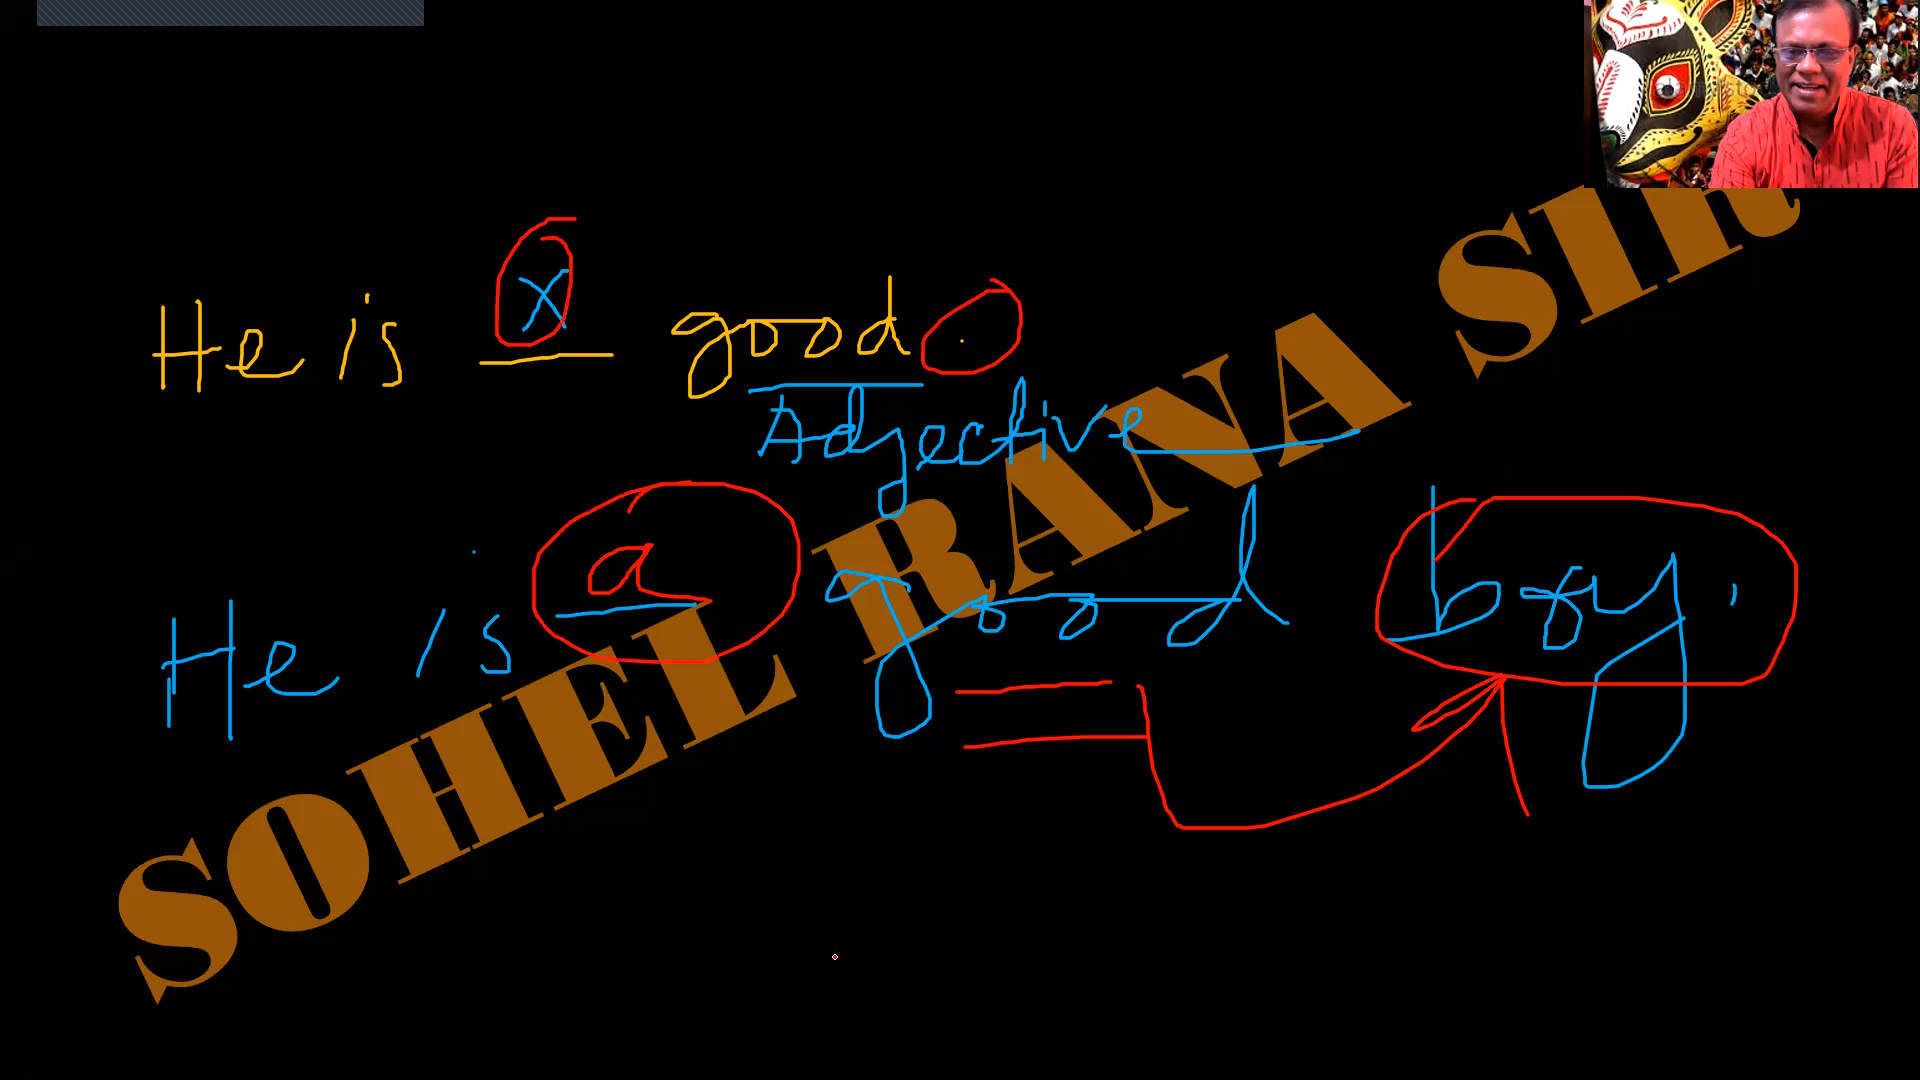 He is x good.
Adjective
He is a good boy.
SOHEL RANA SIR